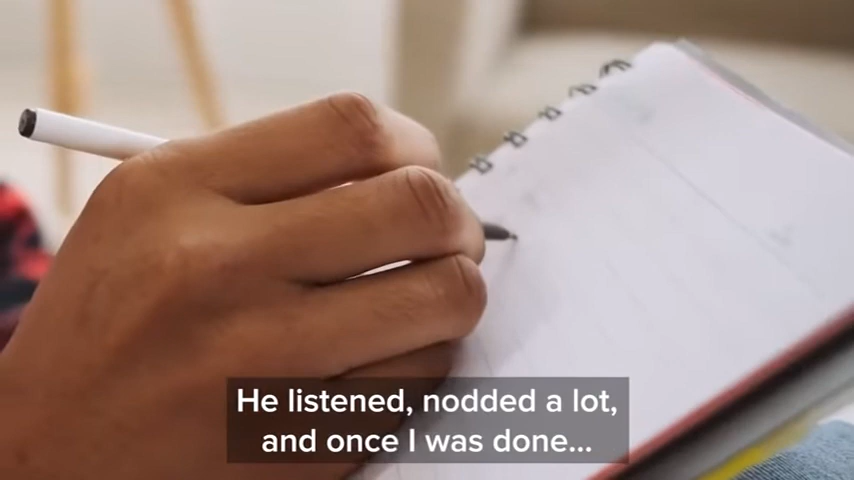 He listened, nodded a lot,
and once I was done...